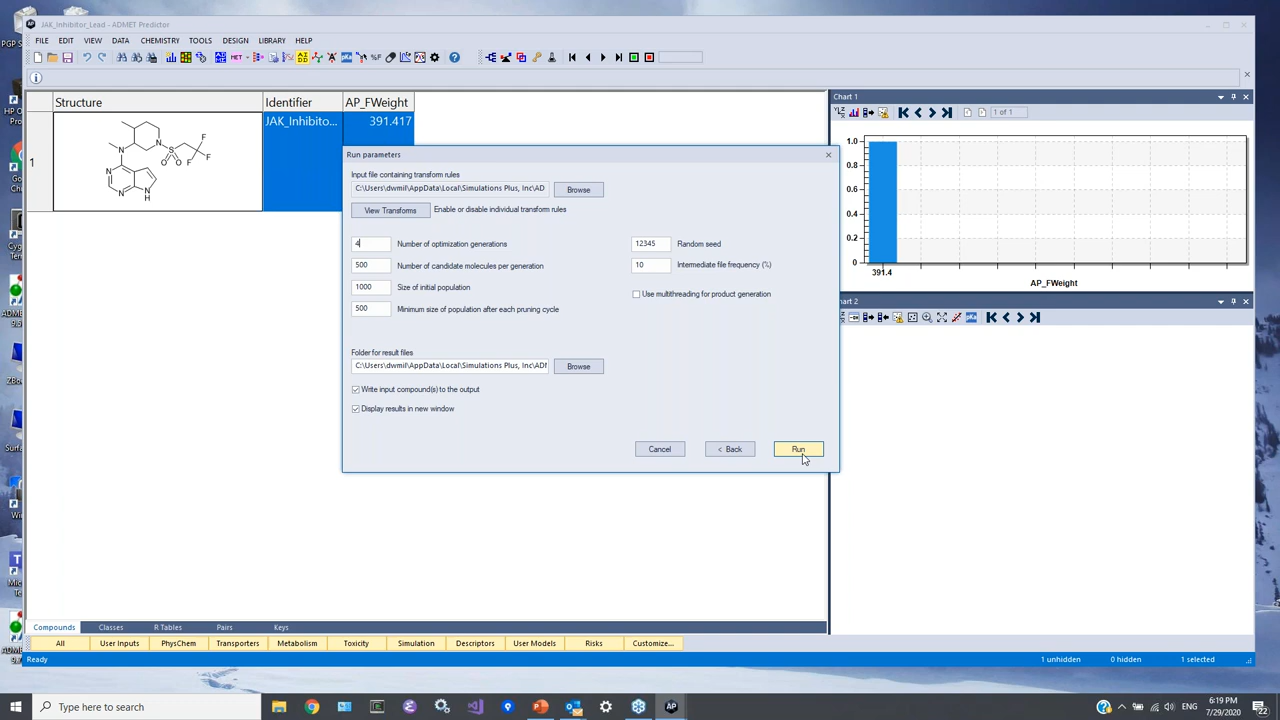 JAK_Inhibitor_Lead - ADMET Predictor
FILE EDIT VIEW DATA CHEMISTRY TOOLS DESIGN LIBRARY HELP
Structure Identifier AP_FWeight
1 JAK_Inhibito... 391.417
Run parameters
Input file containing transform rules
C:\Users\dwmil\AppData\Local\Simulations Plus, Inc\AD
Browse
View Transforms
Enable or disable individual transform rules
4 Number of optimization generations
12345 Random seed
500 Number of candidate molecules per generation
10 Intermediate file frequency (%)
1000 Size of initial population
Use multithreading for product generation
500 Minimum size of population after each pruning cycle
Folder for result files
C:\Users\dwmil\AppData\Local\Simulations Plus, Inc\ADM
Browse
Write input compound(s) to the output
Display results in new window
Cancel
< Back
Run
Chart 1
1 of 1
1.0
0.8
0.6
0.4
0.2
0
391.4
AP_FWeight
Chart 2
Compounds Classes R Tables Pairs Keys
All User Inputs PhysChem Transporters Metabolism Toxicity Simulation Descriptors User Models Risks Customize...
Ready
1 unhidden 0 hidden 1 selected
Type here to search
6:19 PM
7/29/2020
22